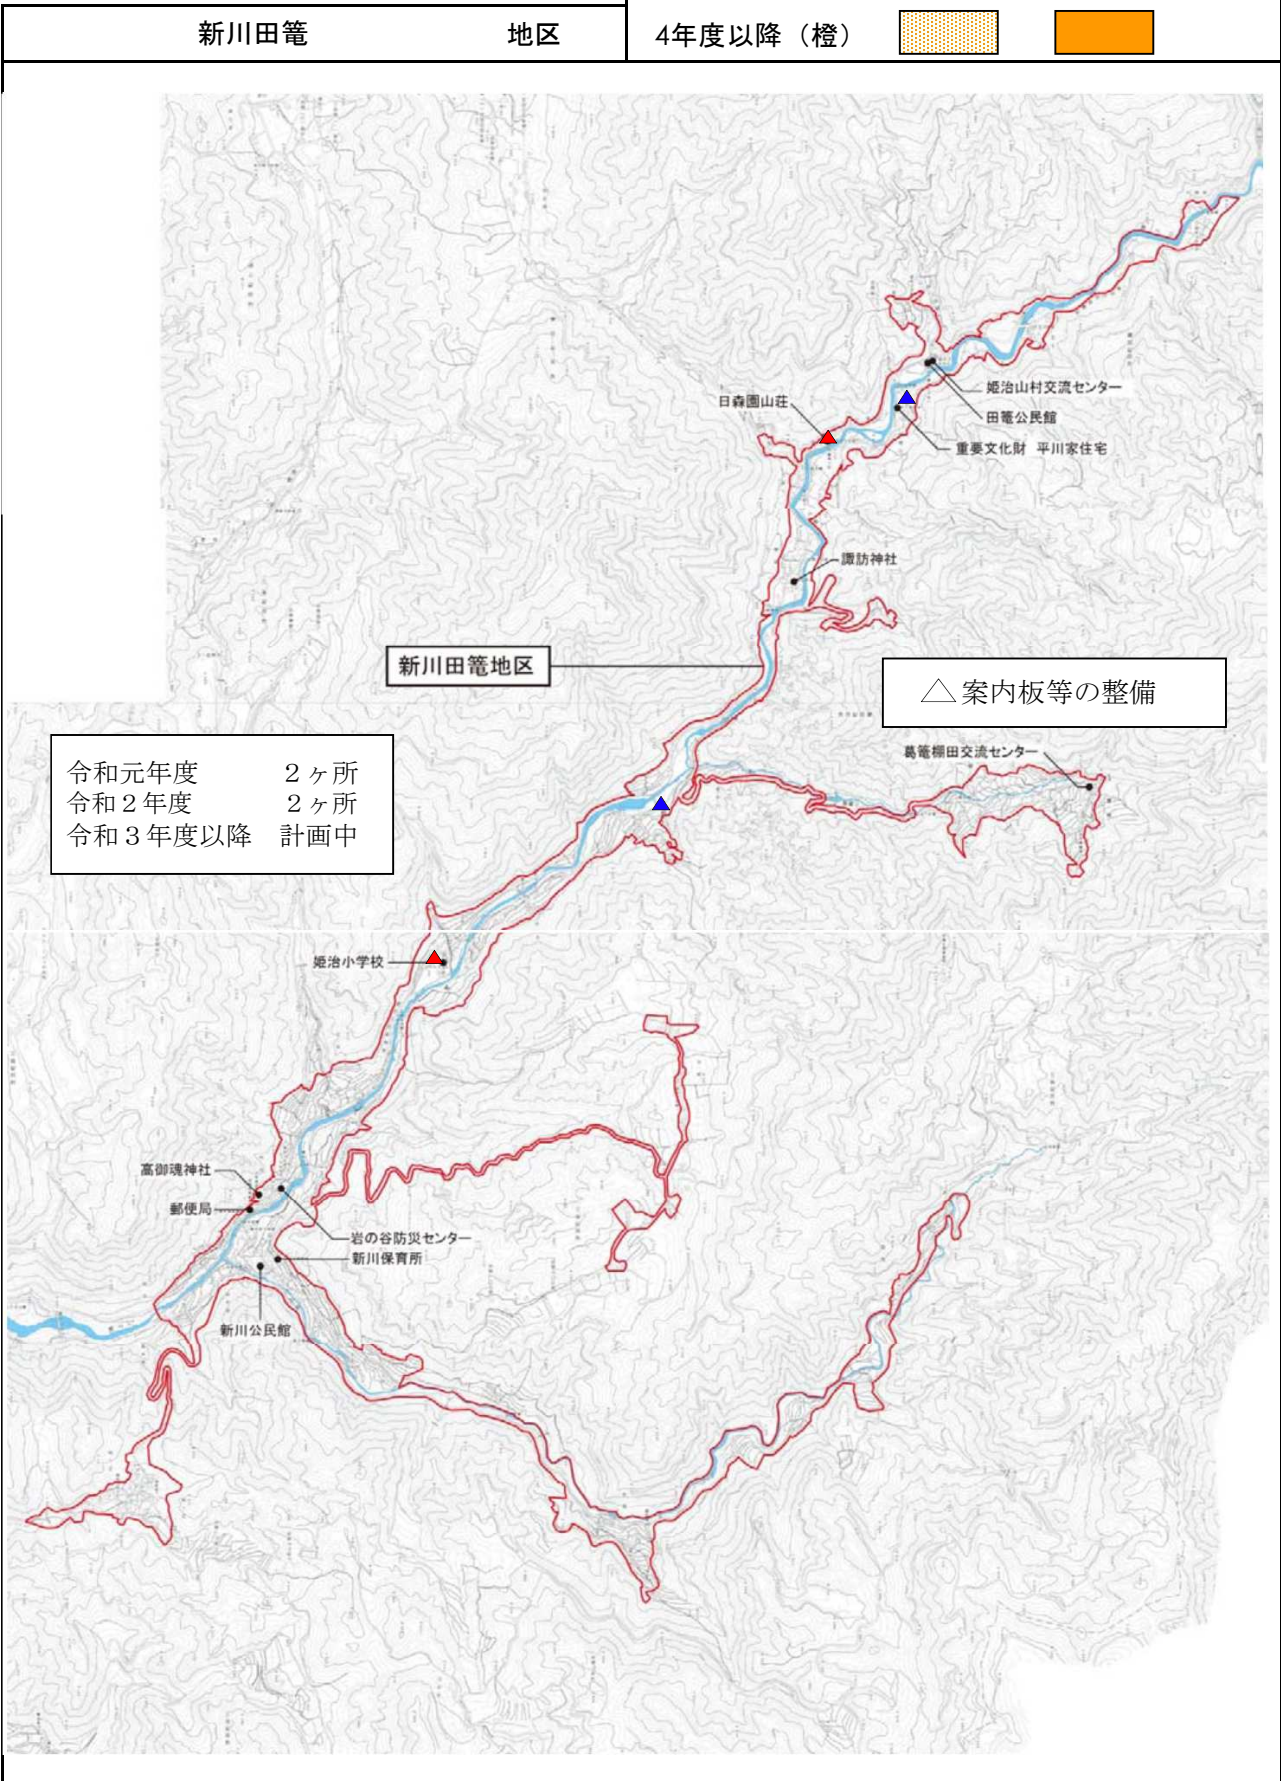 新川田篭 地区 4年度以降（橙）
姫治山村交流センター
日森園山荘
田篭公民館
重要文化財 平川家住宅
諏訪神社
新川田篭地区
△案内板等の整備
葛篭棚田交流センター
令和元年度 2ヶ所
令和２年度 2ヶ所
令和３年度以降 計画中
姫治小学校
高御魂神社
郵便局
岩の谷防災センター
新川保育所
新川公民館